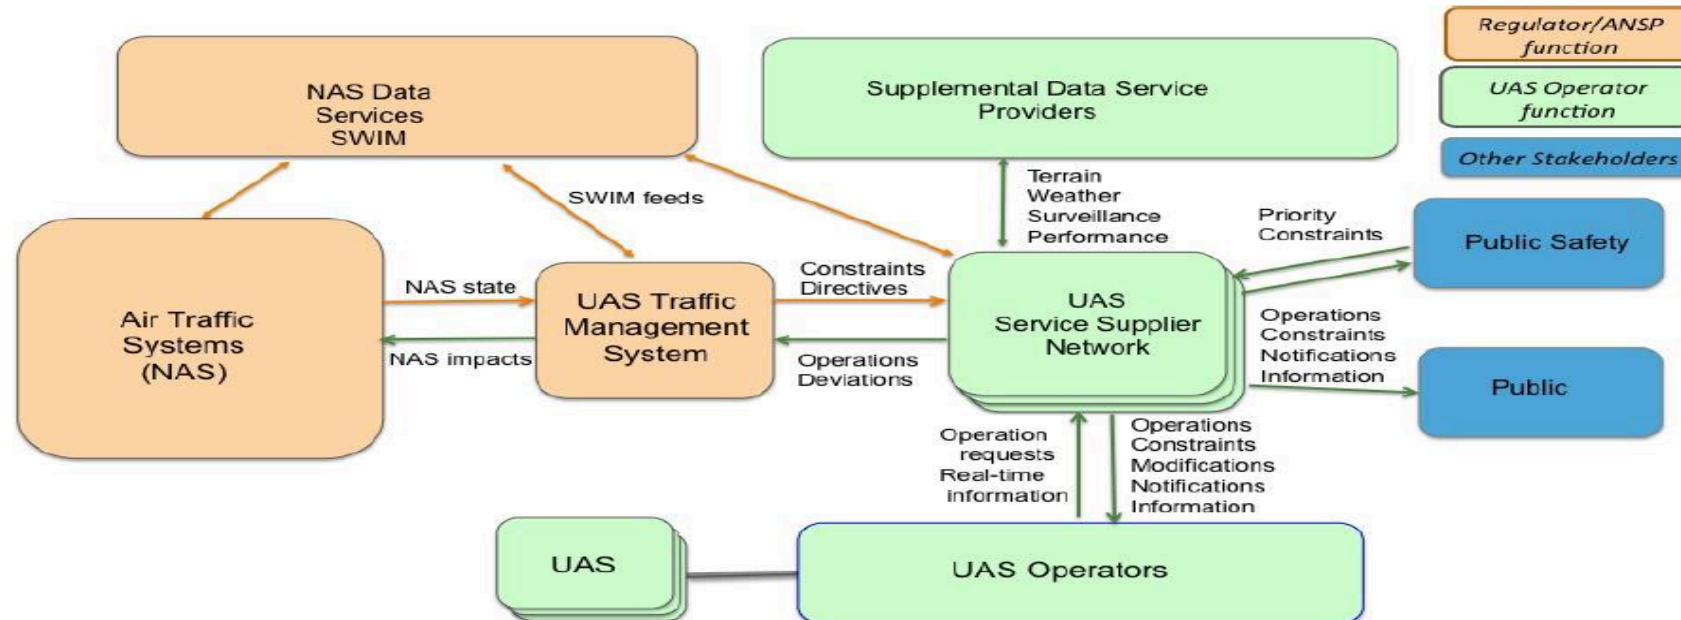 NAS Data
Services
SWIM
Supplemental Data Service
Providers
Regulator/ANSP
function
UAS Operator
function
Other Stakeholders
SWIM feeds
Terrain
Weather
Surveillance
Performance
Priority
Constraints
Public Safety
Air Traffic
Systems
(NAS)
NAS state
NAS impacts
UAS Traffic
Management
System
Constraints
Directives
Operations
Deviations
UAS
Service Supplier
Network
Operations
Constraints
Notifications
Information
Public
Operation
requests
Real-time
information
Operations
Constraints
Modifications
Notifications
Information
UAS
UAS Operators